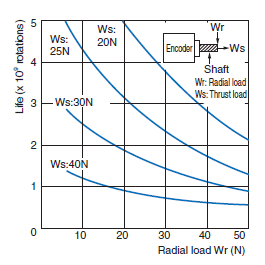 Life (x 10⁹ rotations)
5
4
3
2
1
0
Ws:
25N
Ws:
20N
Ws:30N
Ws:40N
Wr
Encoder
Ws
Shaft
Wr: Radial load
Ws: Thrust load
10 20 30 40 50
Radial load Wr (N)